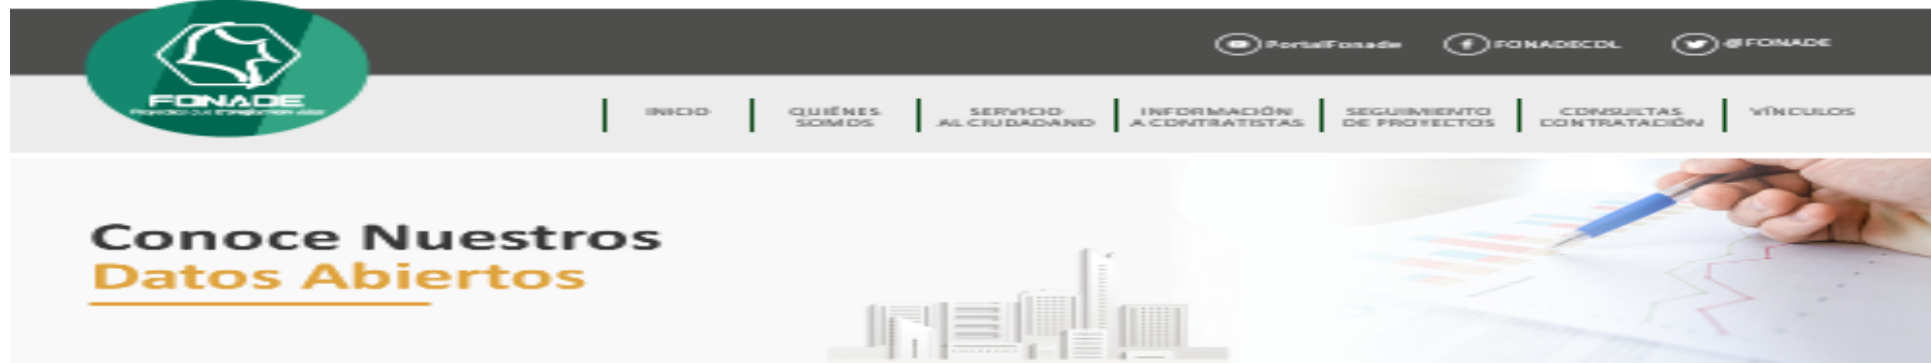 PortalFonade
FONADECOL
@FONADE
FONADE
INICIO
QUIÉNES
SOMOS
SERVICIO
AL CIUDADANO
INFORMACIÓN
A CONTRATISTAS
SEGUIMIENTO
DE PROYECTOS
CONSULTAS
CONTRATACIÓN
VÍNCULOS
Conoce Nuestros
Datos Abiertos